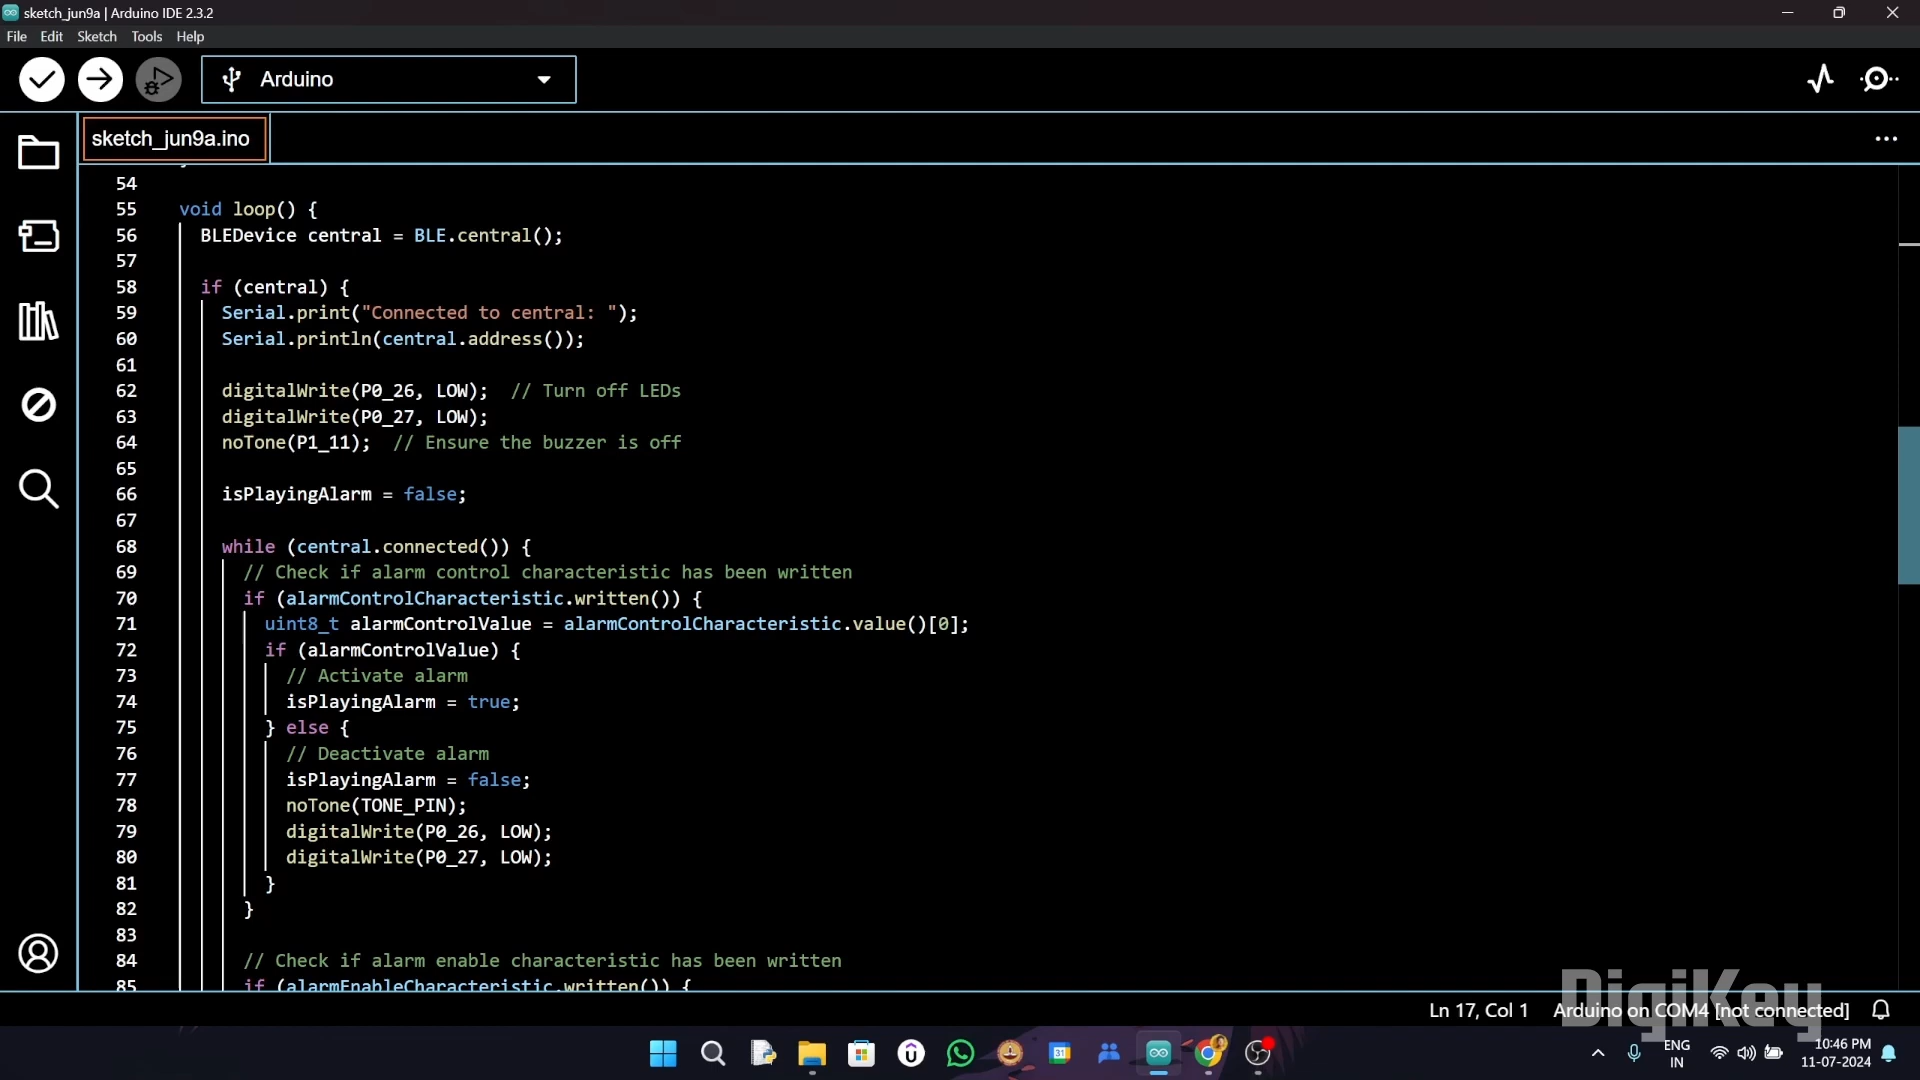 sketch_jun9a | Arduino IDE 2.3.2
File Edit Sketch Tools Help
Arduino
sketch_jun9a.ino
54
55 void loop() {
56 BLEDevice central = BLE.central();
57
58 if (central) {
59 Serial.print("Connected to central: ");
60 Serial.println(central.address());
61
62 digitalWrite(P0_26, LOW); // Turn off LEDs
63 digitalWrite(P0_27, LOW);
64 noTone(P1_11); // Ensure the buzzer is off
65
66 isPlayingAlarm = false;
67
68 while (central.connected()) {
69 // Check if alarm control characteristic has been written
70 if (alarmControlCharacteristic.written()) {
71 uint8_t alarmControlValue = alarmControlCharacteristic.value()[0];
72 if (alarmControlValue) {
73 // Activate alarm
74 isPlayingAlarm = true;
75 } else {
76 // Deactivate alarm
77 isPlayingAlarm = false;
78 noTone(TONE_PIN);
79 digitalWrite(P0_26, LOW);
80 digitalWrite(P0_27, LOW);
81 }
82 }
83
84 // Check if alarm enable characteristic has been written
85 if (alarmEnableCharacteristic.written()) {
DigiKey
Ln 17, Col 1 Arduino on COM4 [not connected]
31
ENG
IN
10:46 PM
11-07-2024